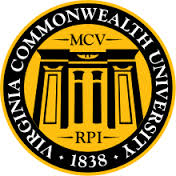 VIRGINIA COMMONWEALTH UNIVERSITY
MCV
RPI
· 1838 ·